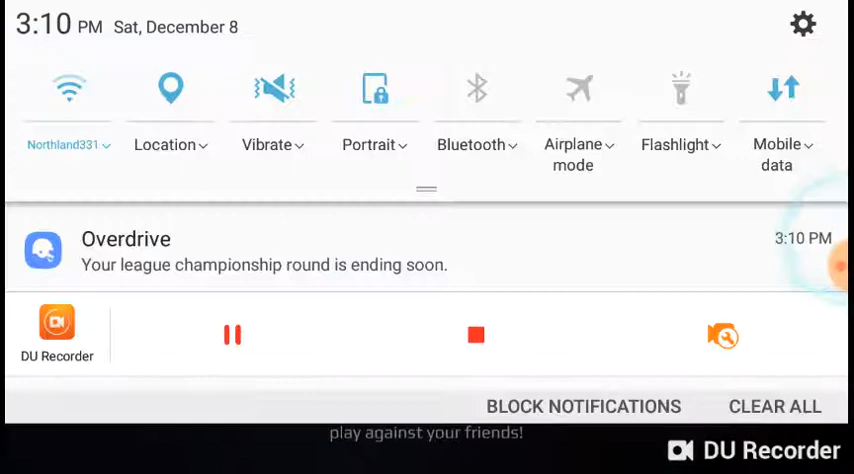 3:10 PM Sat, December 8
Northland331
Location
Vibrate
Portrait
Bluetooth
Airplane
mode
Flashlight
Mobile
data
Overdrive
3:10 PM
Your league championship round is ending soon.
DU Recorder
BLOCK NOTIFICATIONS CLEAR ALL
play against your friends!
DU Recorder